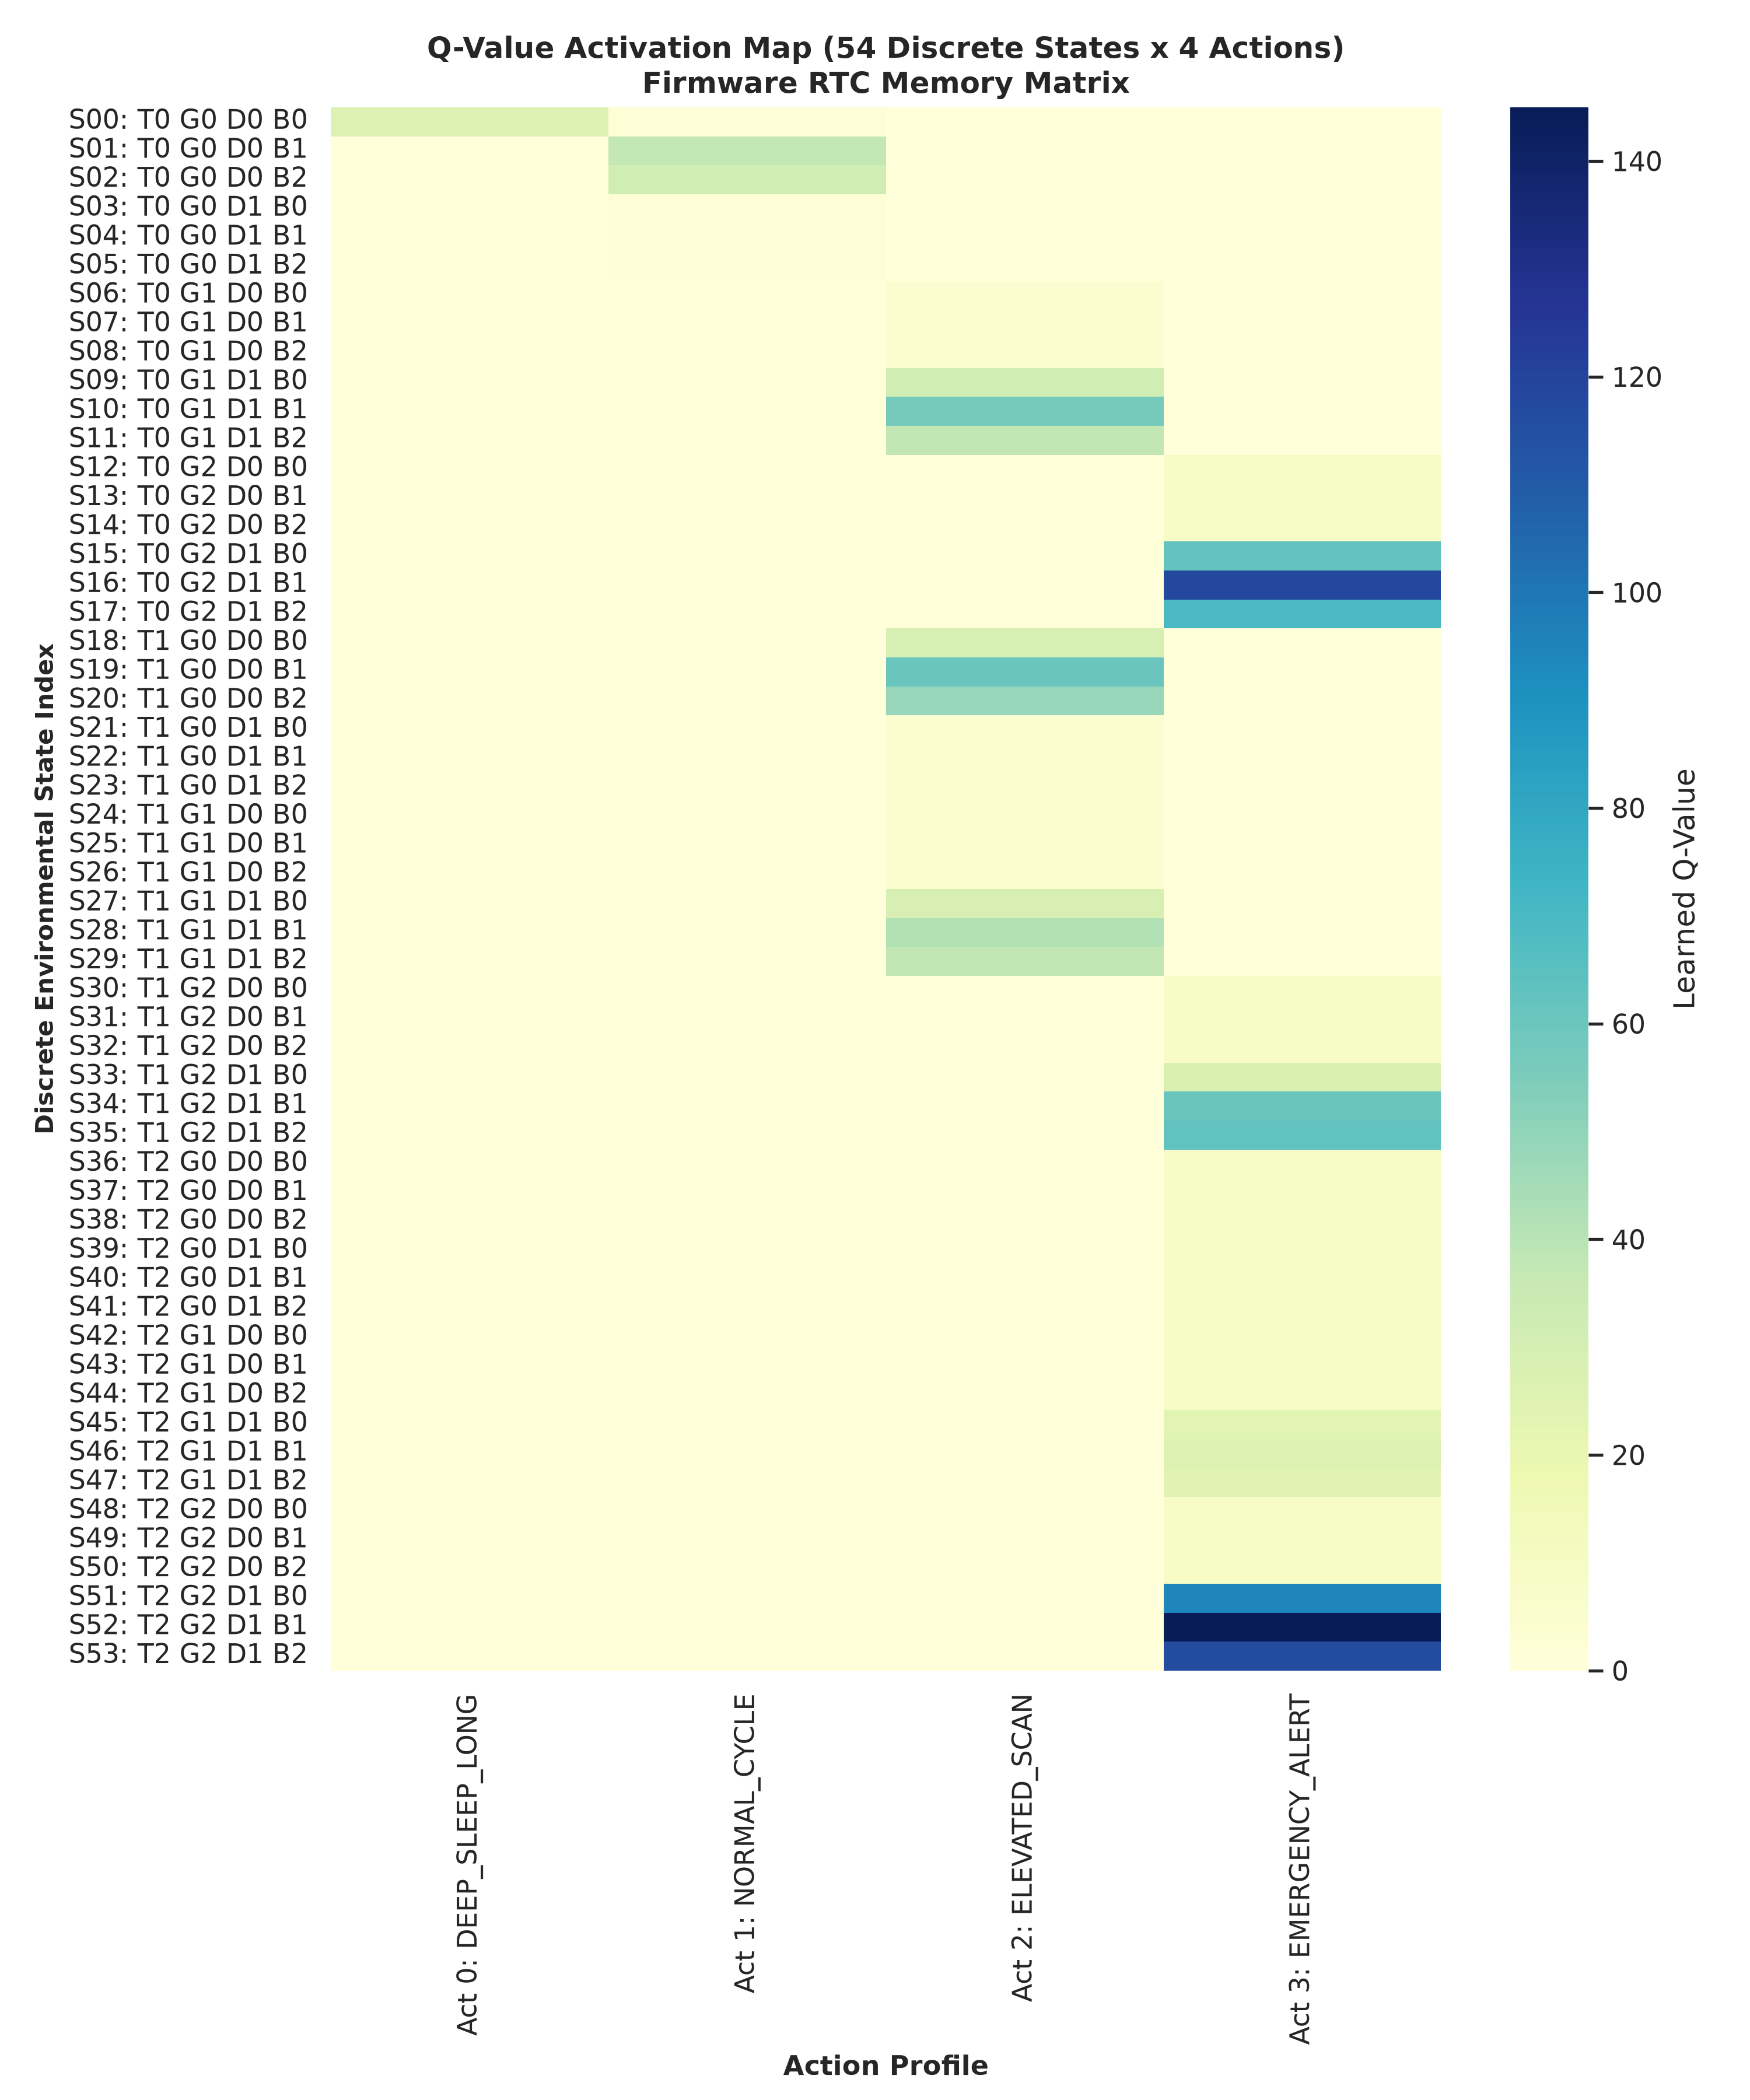 Q-Value Activation Map (54 Discrete States x 4 Actions)
Firmware RTC Memory Matrix
Discrete Environmental State Index
S00: T0 G0 D0 B0
S01: T0 G0 D0 B1
S02: T0 G0 D0 B2
S03: T0 G0 D1 B0
S04: T0 G0 D1 B1
S05: T0 G0 D1 B2
S06: T0 G1 D0 B0
S07: T0 G1 D0 B1
S08: T0 G1 D0 B2
S09: T0 G1 D1 B0
S10: T0 G1 D1 B1
S11: T0 G1 D1 B2
S12: T0 G2 D0 B0
S13: T0 G2 D0 B1
S14: T0 G2 D0 B2
S15: T0 G2 D1 B0
S16: T0 G2 D1 B1
S17: T0 G2 D1 B2
S18: T1 G0 D0 B0
S19: T1 G0 D0 B1
S20: T1 G0 D0 B2
S21: T1 G0 D1 B0
S22: T1 G0 D1 B1
S23: T1 G0 D1 B2
S24: T1 G1 D0 B0
S25: T1 G1 D0 B1
S26: T1 G1 D0 B2
S27: T1 G1 D1 B0
S28: T1 G1 D1 B1
S29: T1 G1 D1 B2
S30: T1 G2 D0 B0
S31: T1 G2 D0 B1
S32: T1 G2 D0 B2
S33: T1 G2 D1 B0
S34: T1 G2 D1 B1
S35: T1 G2 D1 B2
S36: T2 G0 D0 B0
S37: T2 G0 D0 B1
S38: T2 G0 D0 B2
S39: T2 G0 D1 B0
S40: T2 G0 D1 B1
S41: T2 G0 D1 B2
S42: T2 G1 D0 B0
S43: T2 G1 D0 B1
S44: T2 G1 D0 B2
S45: T2 G1 D1 B0
S46: T2 G1 D1 B1
S47: T2 G1 D1 B2
S48: T2 G2 D0 B0
S49: T2 G2 D0 B1
S50: T2 G2 D0 B2
S51: T2 G2 D1 B0
S52: T2 G2 D1 B1
S53: T2 G2 D1 B2
Act 0: DEEP_SLEEP_LONG
Act 1: NORMAL_CYCLE
Act 2: ELEVATED_SCAN
Act 3: EMERGENCY_ALERT
Action Profile
140
120
100
80
60
40
20
0
Learned Q-Value